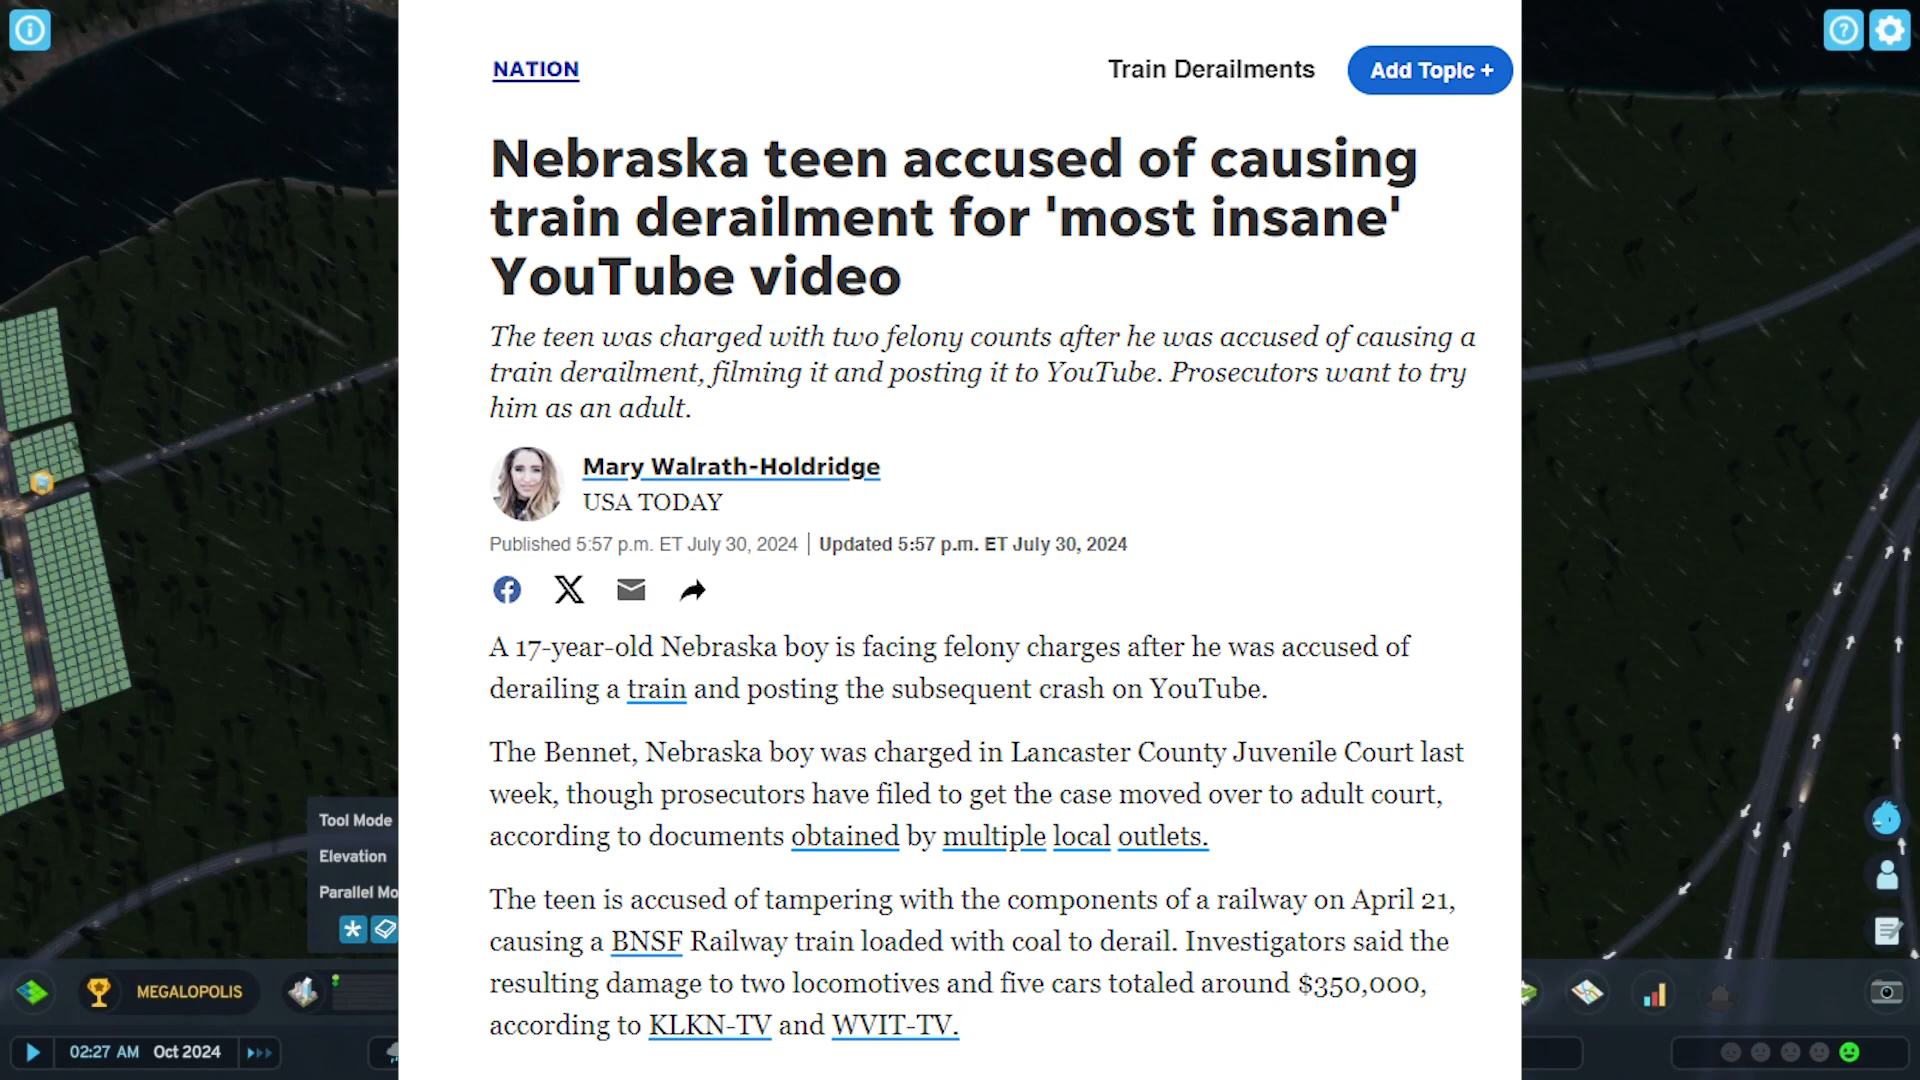 NATION
Train Derailments
Add Topic +
Nebraska teen accused of causing
train derailment for 'most insane'
YouTube video
The teen was charged with two felony counts after he was accused of causing a
train derailment, filming it and posting it to YouTube. Prosecutors want to try
him as an adult.
Mary Walrath-Holdridge
USA TODAY
Published 5:57 p.m. ET July 30, 2024 | Updated 5:57 p.m. ET July 30, 2024
A 17-year-old Nebraska boy is facing felony charges after he was accused of
derailing a train and posting the subsequent crash on YouTube.
The Bennet, Nebraska boy was charged in Lancaster County Juvenile Court last
week, though prosecutors have filed to get the case moved over to adult court,
according to documents obtained by multiple local outlets.
The teen is accused of tampering with the components of a railway on April 21,
causing a BNSF Railway train loaded with coal to derail. Investigators said the
resulting damage to two locomotives and five cars totaled around $350,000,
according to KLKN-TV and WVIT-TV.
Tool Mode
Elevation
Parallel Mo
MEGALOPOLIS
02:27 AM Oct 2024